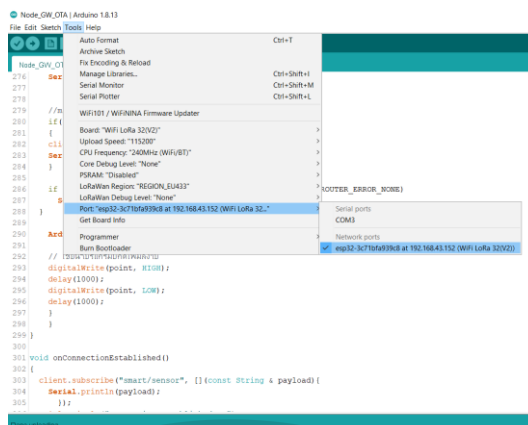 Node_GW_OTA | Arduino 1.8.13
File Edit Sketch Tools Help
Auto Format Ctrl+T
Archive Sketch
Fix Encoding & Reload
Manage Libraries... Ctrl+Shift+I
Serial Monitor Ctrl+Shift+M
Serial Plotter Ctrl+Shift+L
WiFi101 / WiFiNINA Firmware Updater
Board: "WiFi LoRa 32(V2)"
Upload Speed: "115200"
CPU Frequency: "240MHz (WiFi/BT)"
Core Debug Level: "None"
PSRAM: "Disabled"
LoRaWan Region: "REGION_EU433"
LoRaWan Debug Level: "None"
Port: "esp32-3c71bfa939c8 at 192.168.43.152 (WiFi LoRa 32..."
Get Board Info
Programmer
Burn Bootloader
Serial ports
COM3
Network ports
esp32-3c71bfa939c8 at 192.168.43.152 (WiFi LoRa 32(V2))
Node_GW_OT
276 Ser
277
278
279 //n
280 if(
281 {
282 cli
283 Ser
284 }
285
286 if ROUTER_ERROR_NONE)
287 S
288 }
289
290 Ard
291
292 //
293 digitalWrite(point, HIGH);
294 delay(1000);
295 digitalWrite(point, LOW);
296 delay(1000);
297 }
298 }
299 }
300
301 void onConnectionEstablished()
302 {
303 client.subscribe("smart/sensor", [](const String & payload){
304 Serial.println(payload);
305 });